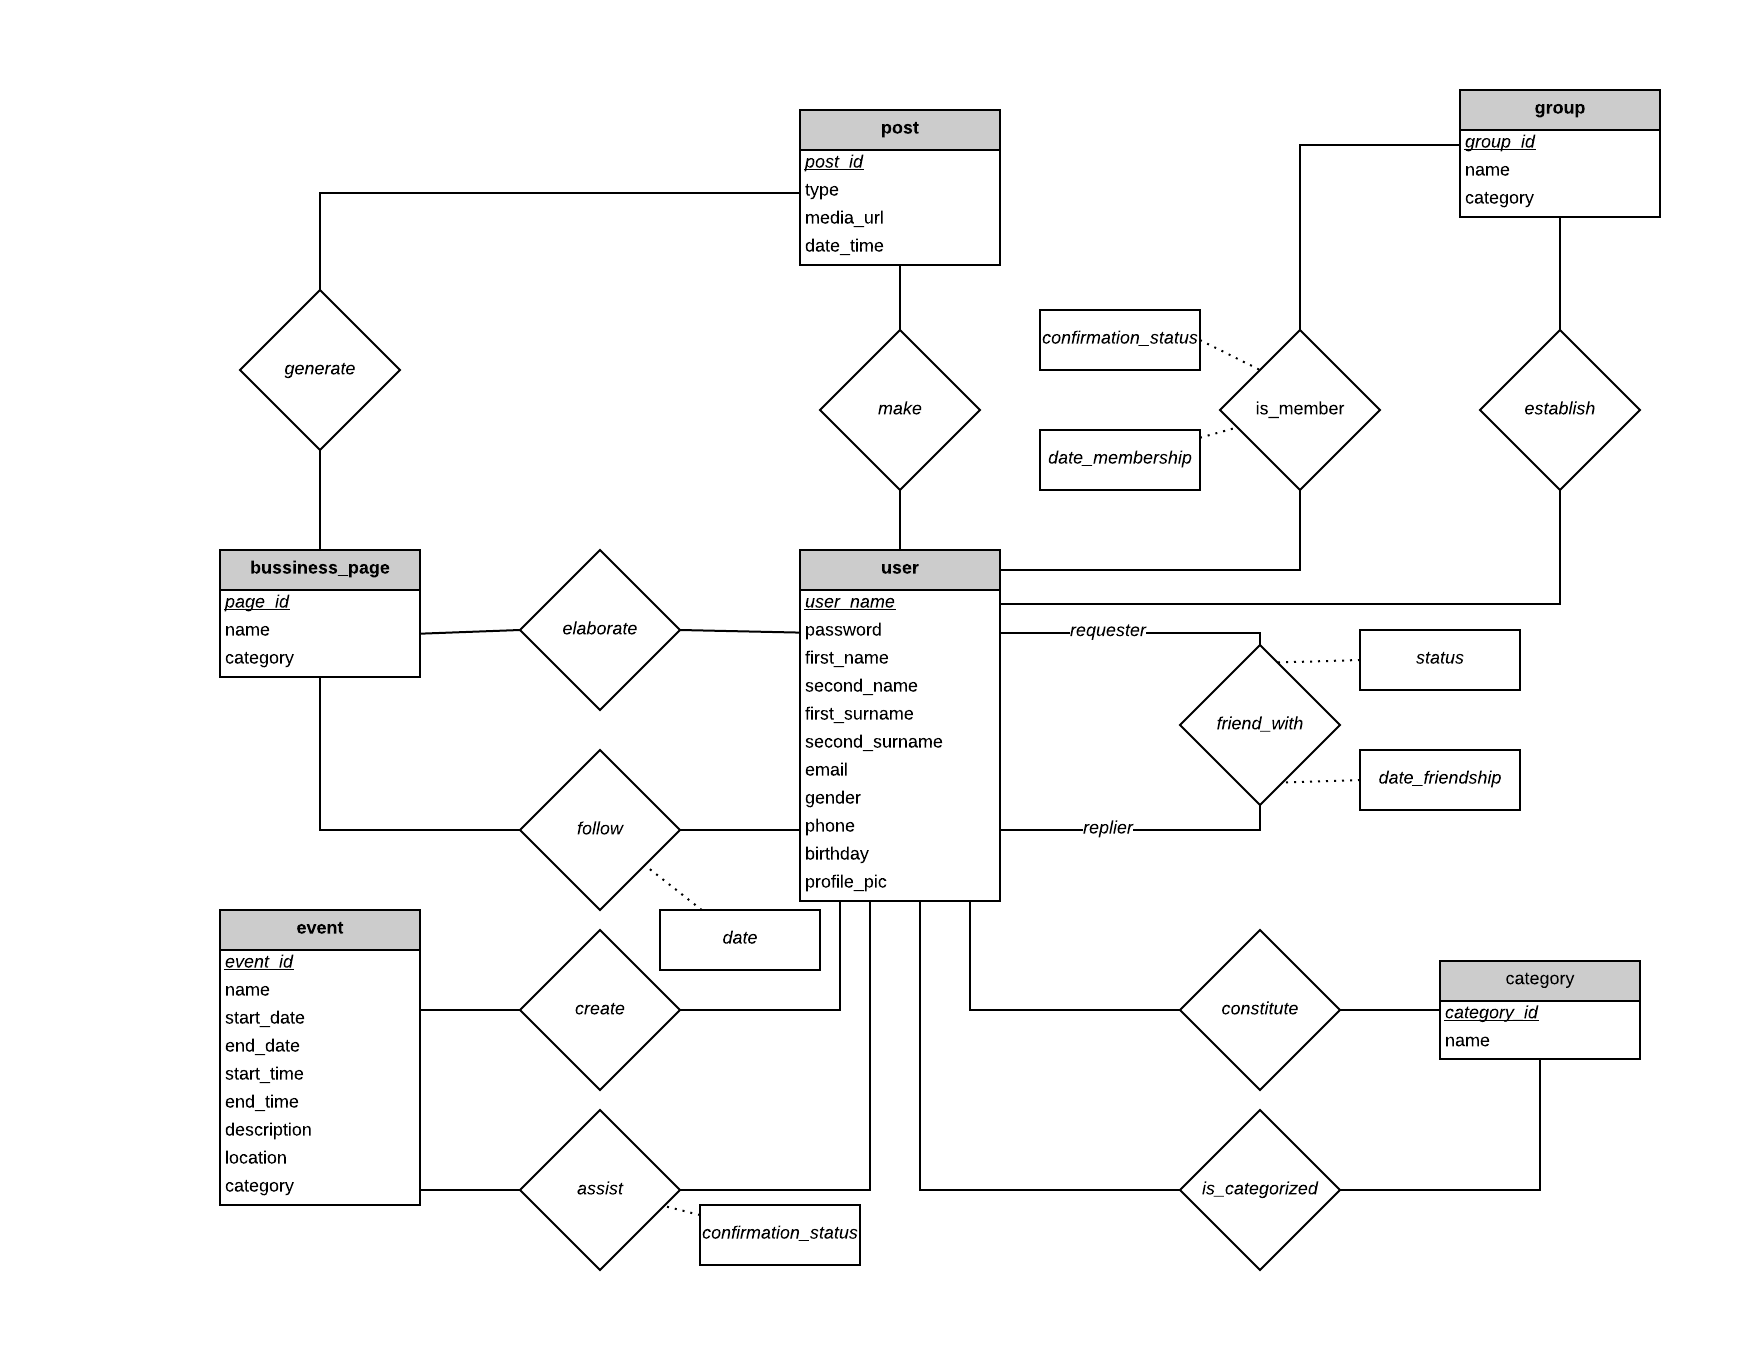 post
post_id
type
media_url
date_time
group
group_id
name
category
generate
make
confirmation_status
date_membership
is_member
establish
bussiness_page
page_id
name
category
elaborate
follow
date
user
user_name
password
first_name
second_name
first_surname
second_surname
email
gender
phone
birthday
profile_pic
requester
friend_with
replier
status
date_friendship
event
event_id
name
start_date
end_date
start_time
end_time
description
location
category
create
assist
confirmation_status
constitute
is_categorized
category
category_id
name